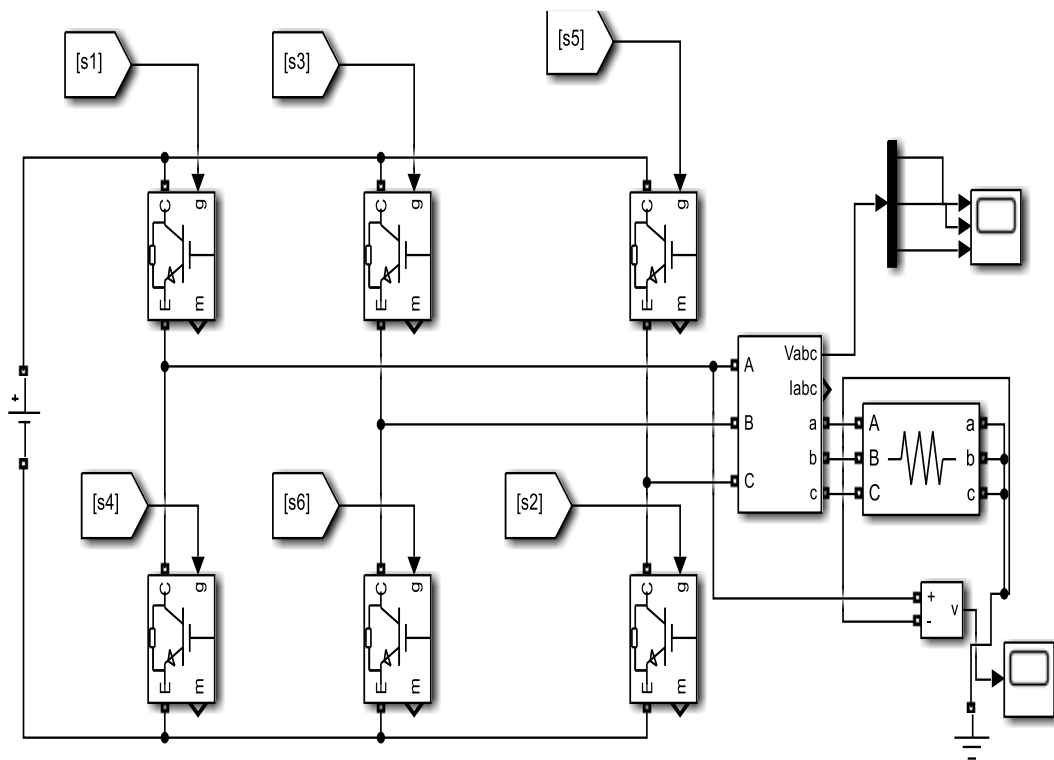 [s1]
[s3]
[s5]
C g
E m
C g
E m
C g
E m
+
Vabc
Iabc
A
B
C
a
b
c
A
B
C
a
b
c
[s4]
[s6]
[s2]
C g
E m
C g
E m
C g
E m
+
-
v